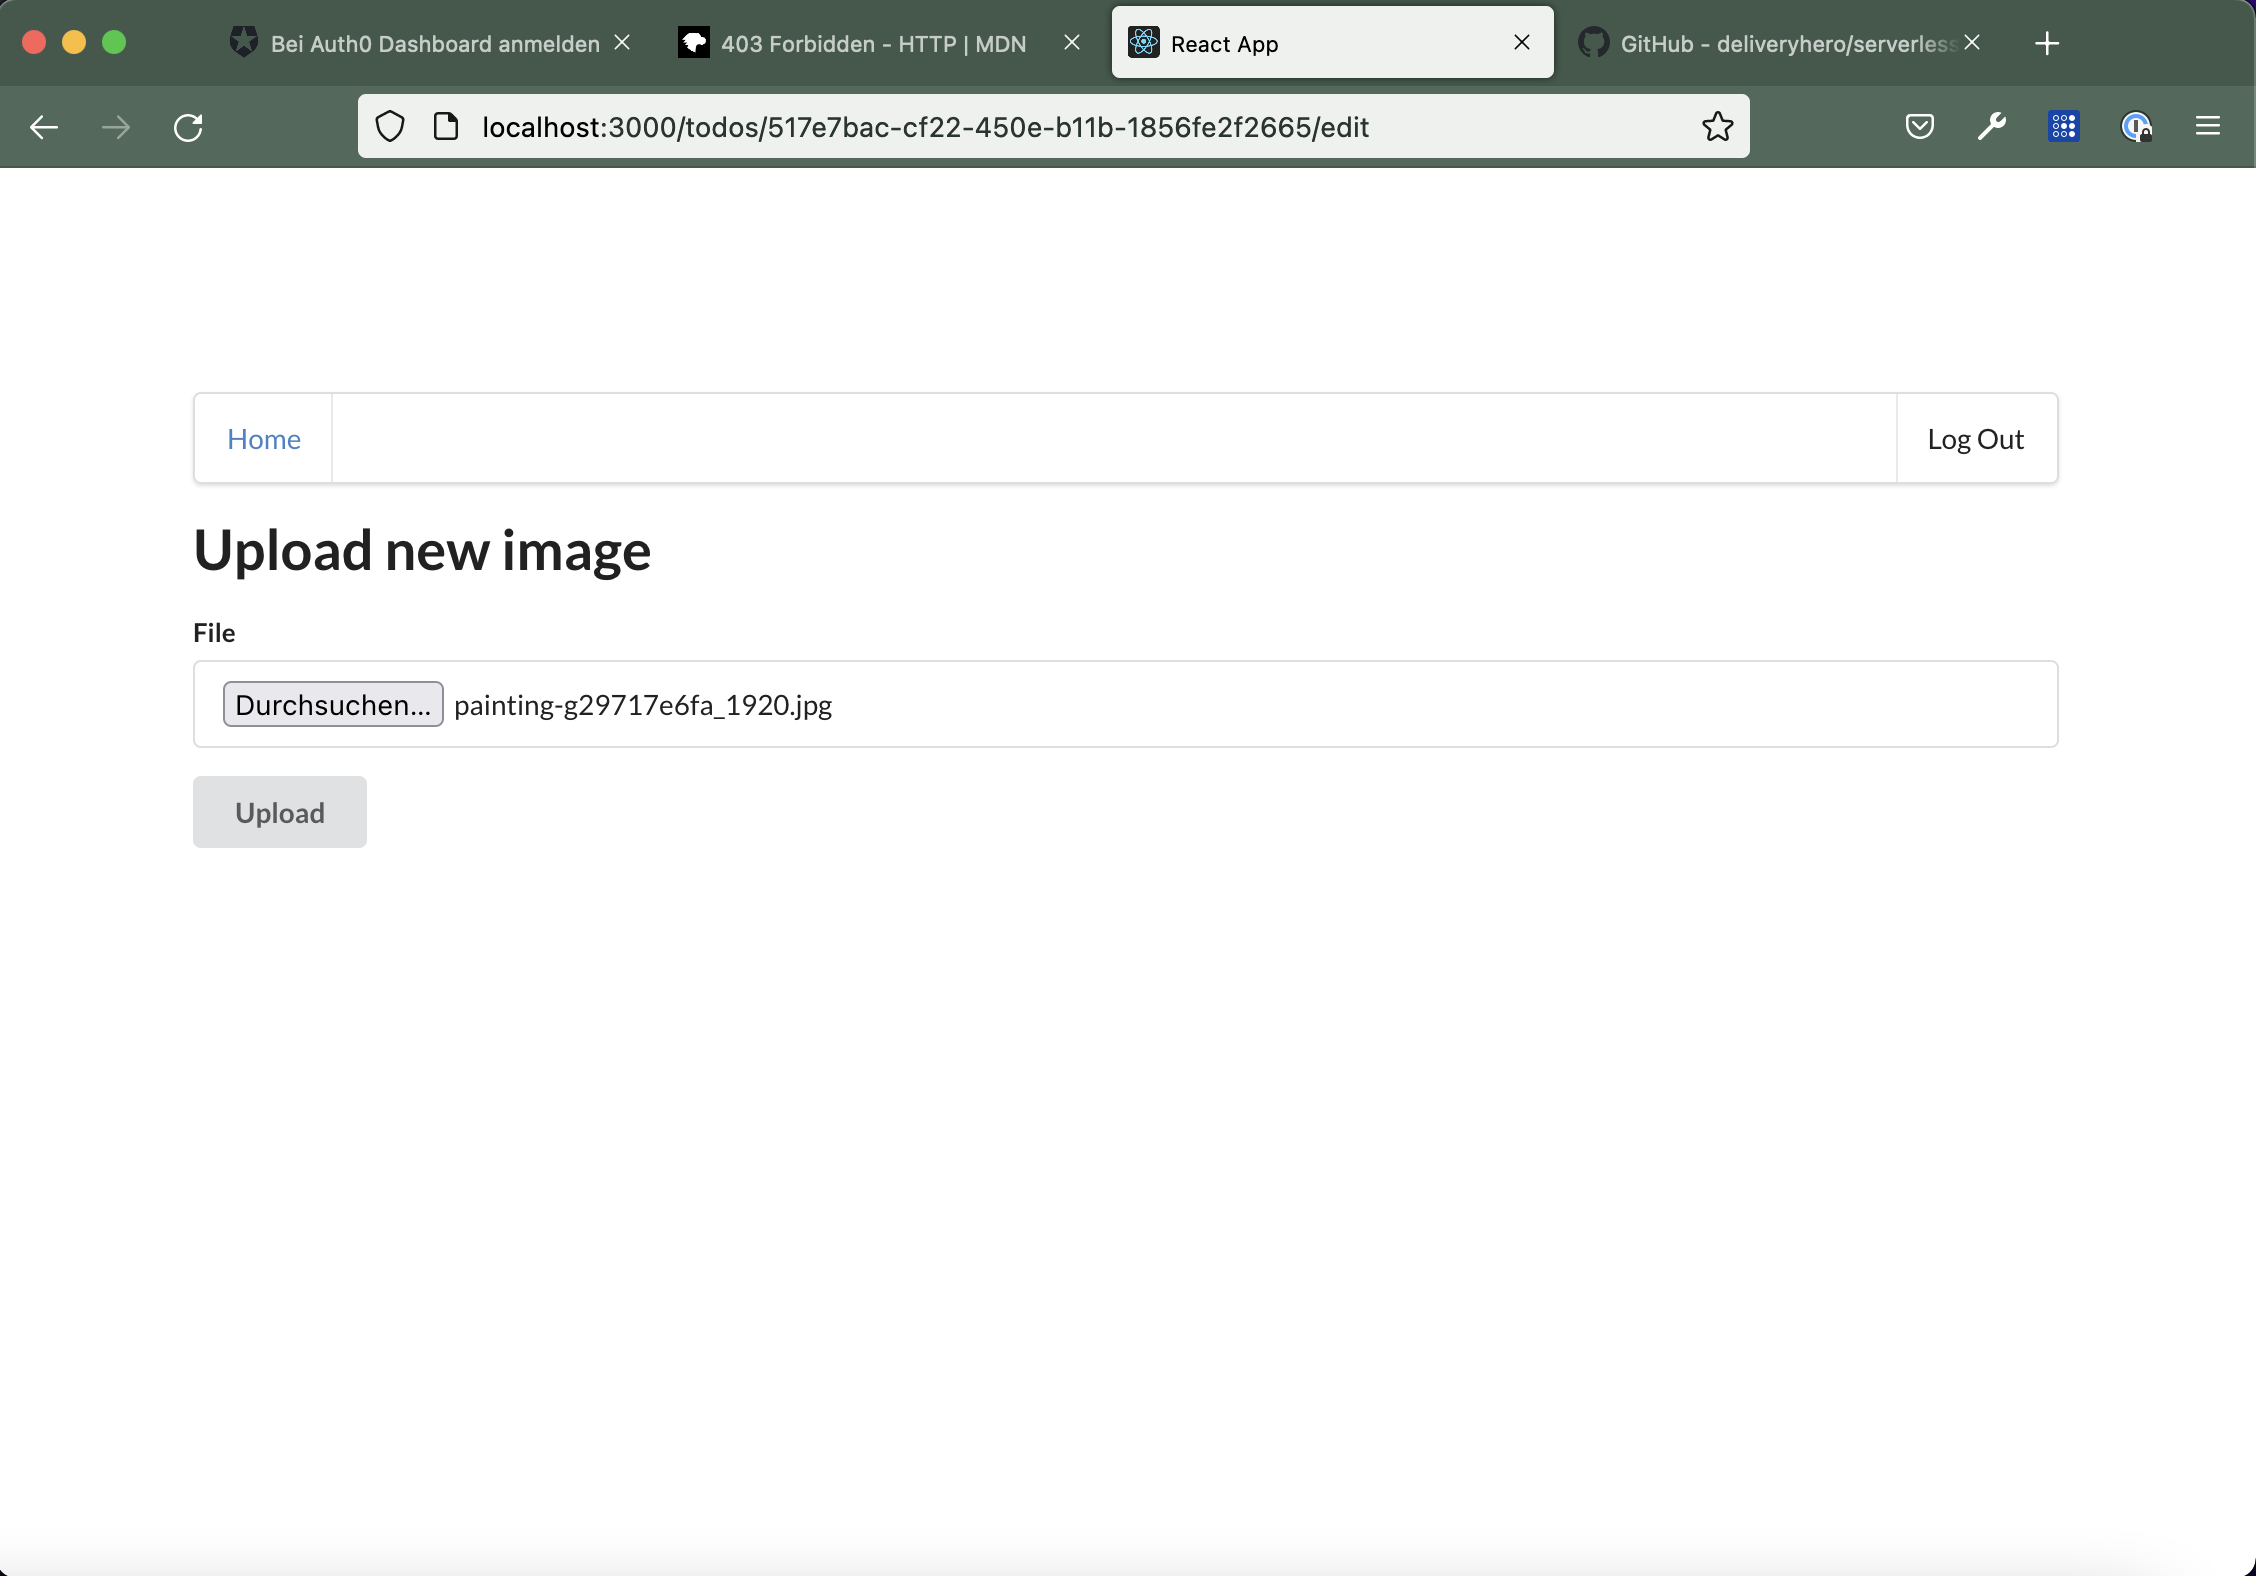 Bei Auth0 Dashboard anmelden
403 Forbidden - HTTP | MDN
React App
GitHub - deliveryhero/serverless
localhost:3000/todos/517e7bac-cf22-450e-b11b-1856fe2f2665/edit
Home
Log Out
Upload new image
File
Durchsuchen... painting-g29717e6fa_1920.jpg
Upload